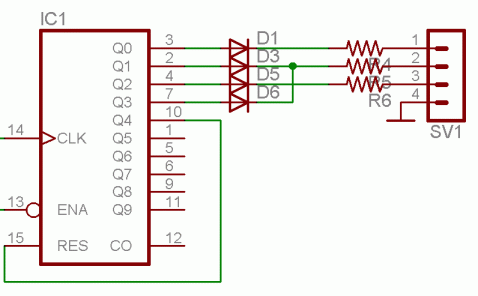 IC1
Q0 3 D1 1
Q1 2 D3 R4 2
Q2 4 D5 R5 3
Q3 7 D6 R6 4
Q4 10 SV1
14 CLK Q5 1
Q6 5
Q7 6
Q8 9
13 ENA Q9 11
15 RES CO 12